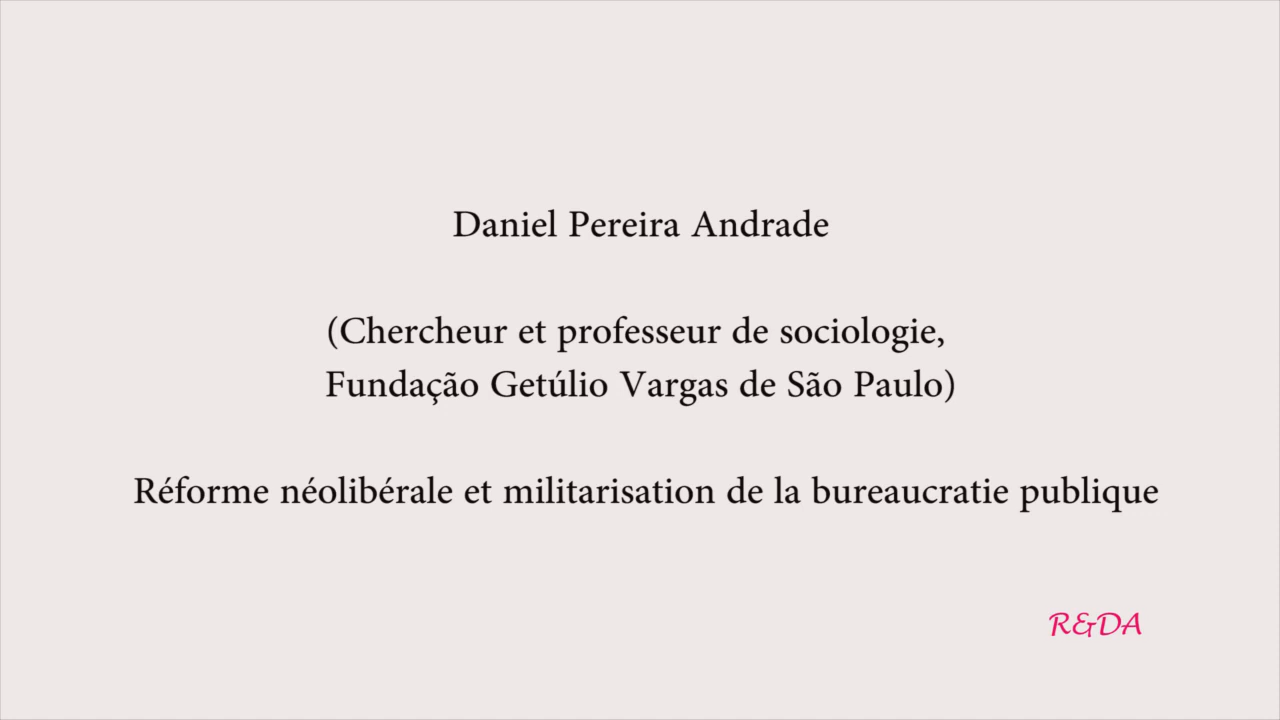 Daniel Pereira Andrade
(Chercheur et professeur de sociologie,
Fundação Getúlio Vargas de São Paulo)
Réforme néolibérale et militarisation de la bureaucratie publique
R&DA